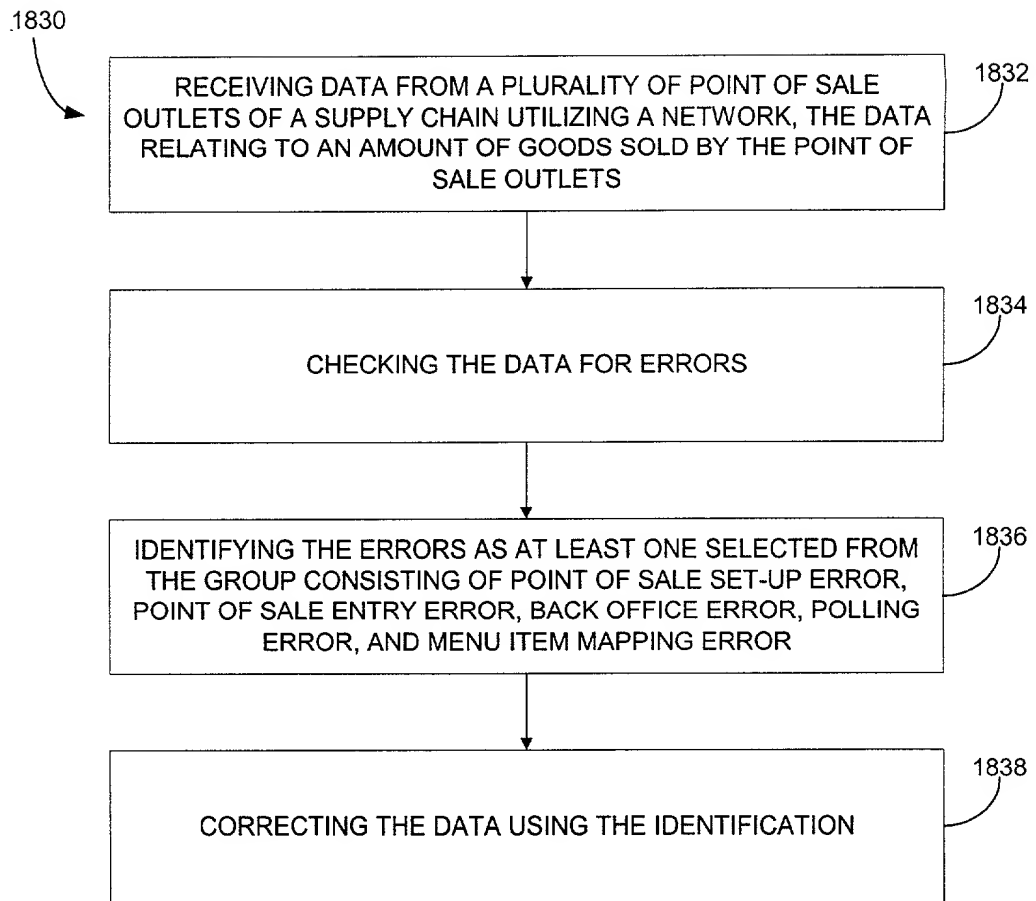 1830
RECEIVING DATA FROM A PLURALITY OF POINT OF SALE
OUTLETS OF A SUPPLY CHAIN UTILIZING A NETWORK, THE DATA
RELATING TO AN AMOUNT OF GOODS SOLD BY THE POINT OF
SALE OUTLETS
1832
CHECKING THE DATA FOR ERRORS
1834
IDENTIFYING THE ERRORS AS AT LEAST ONE SELECTED FROM
THE GROUP CONSISTING OF POINT OF SALE SET-UP ERROR,
POINT OF SALE ENTRY ERROR, BACK OFFICE ERROR, POLLING
ERROR, AND MENU ITEM MAPPING ERROR
1836
CORRECTING THE DATA USING THE IDENTIFICATION
1838